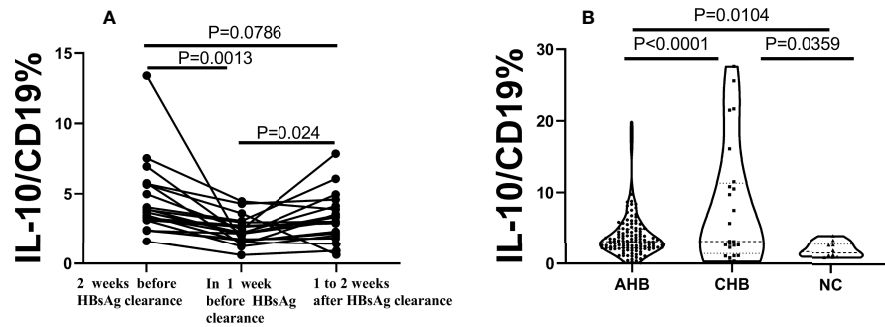 A
P=0.0786
P=0.0013
P=0.024
IL-10/CD19%
15
10
5
0
2 weeks before
HBsAg clearance
In 1 week
before HBsAg
clearance
1 to 2 weeks
after HBsAg clearance
B
P=0.0104
P<0.0001
P=0.0359
IL-10/CD19%
30
20
10
0
AHB
CHB
NC